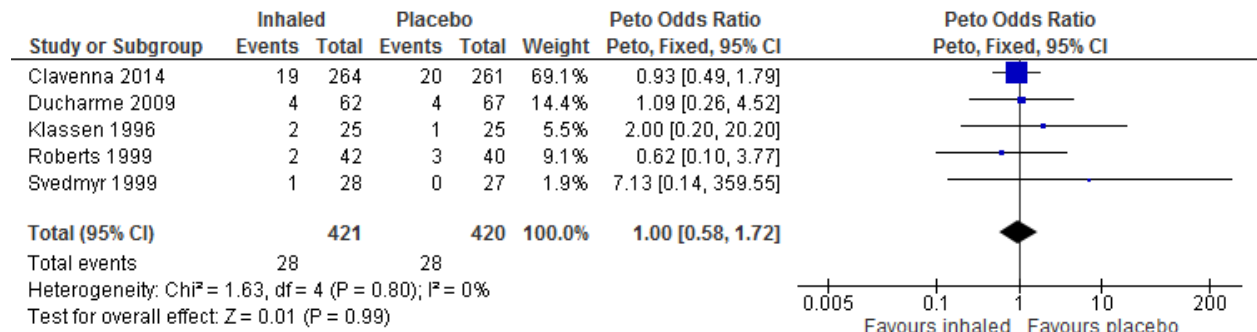 Inhaled Placebo Peto Odds Ratio Peto Odds Ratio
Study or Subgroup Events Total Events Total Weight Peto, Fixed, 95% CI Peto, Fixed, 95% CI
Clavenna 2014 19 264 20 261 69.1% 0.93 [0.49, 1.79]
Ducharme 2009 4 62 4 67 14.4% 1.09 [0.26, 4.52]
Klassen 1996 2 25 1 25 5.5% 2.00 [0.20, 20.20]
Roberts 1999 2 42 3 40 9.1% 0.62 [0.10, 3.77]
Svedmyr 1999 1 28 0 27 1.9% 7.13 [0.14, 359.55]
Total (95% CI) 421 420 100.0% 1.00 [0.58, 1.72]
Total events 28 28
Heterogeneity: Chi² = 1.63, df = 4 (P = 0.80); I² = 0%
Test for overall effect: Z = 0.01 (P = 0.99)
0.005 0.1 1 10 200
Favours inhaled Favours placebo